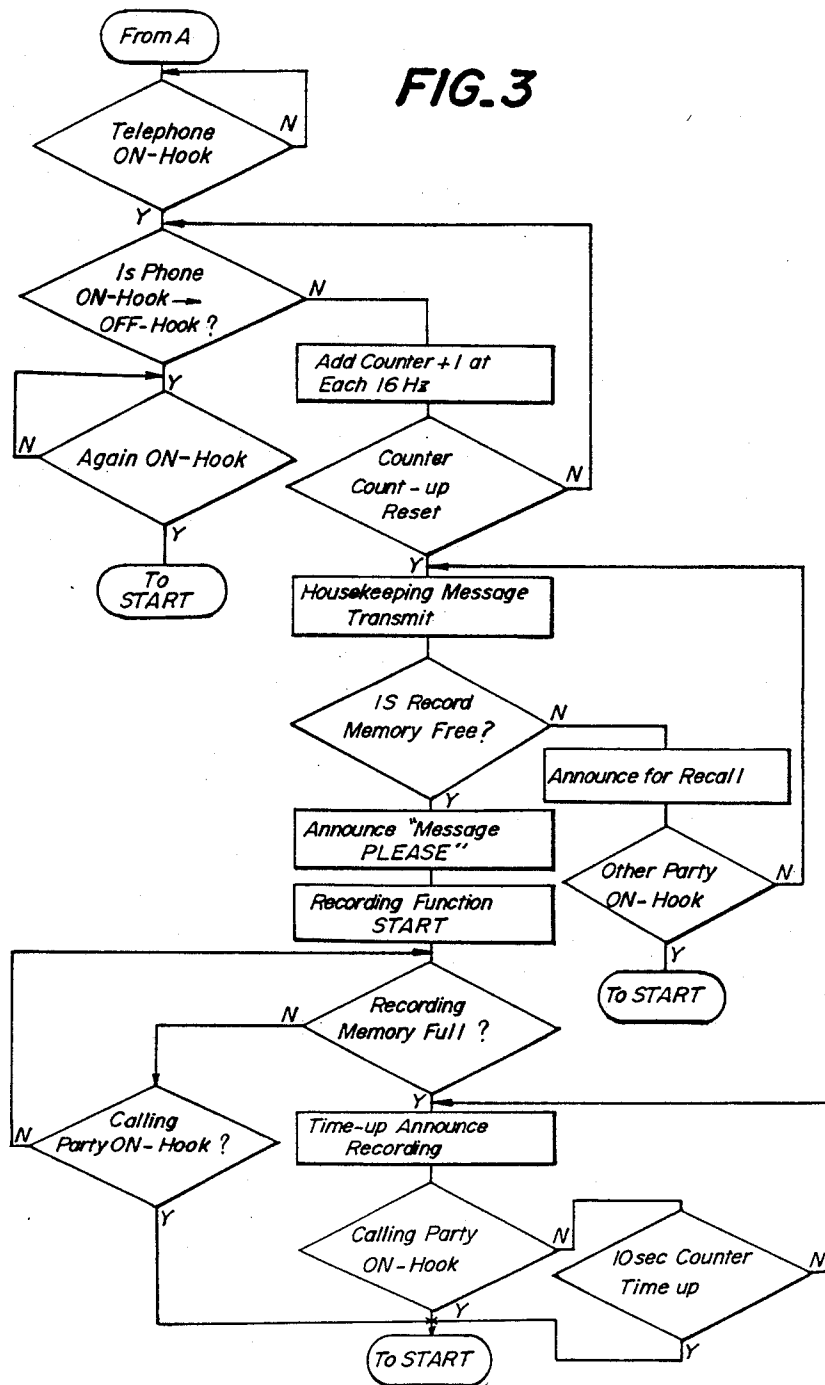 From A
FIG. 3
Telephone
ON-Hook
N
Y
Is Phone
ON-Hook →
OFF-Hook ?
N
Y
Add Counter +1 at
Each 16 Hz
Again ON-Hook
N
Y
To
START
Counter
Count-up
Reset
N
Y
Housekeeping Message
Transmit
IS Record
Memory Free?
N
Y
Announce for Recall
Announce "Message
PLEASE"
Other Party
ON-Hook
N
Y
To START
Recording Function
START
Recording
Memory Full ?
N
Y
Calling
Party ON-Hook ?
N
Y
Time-up Announce
Recording
Calling Party
ON-Hook
N
Y
10sec Counter
Time up
N
Y
To START